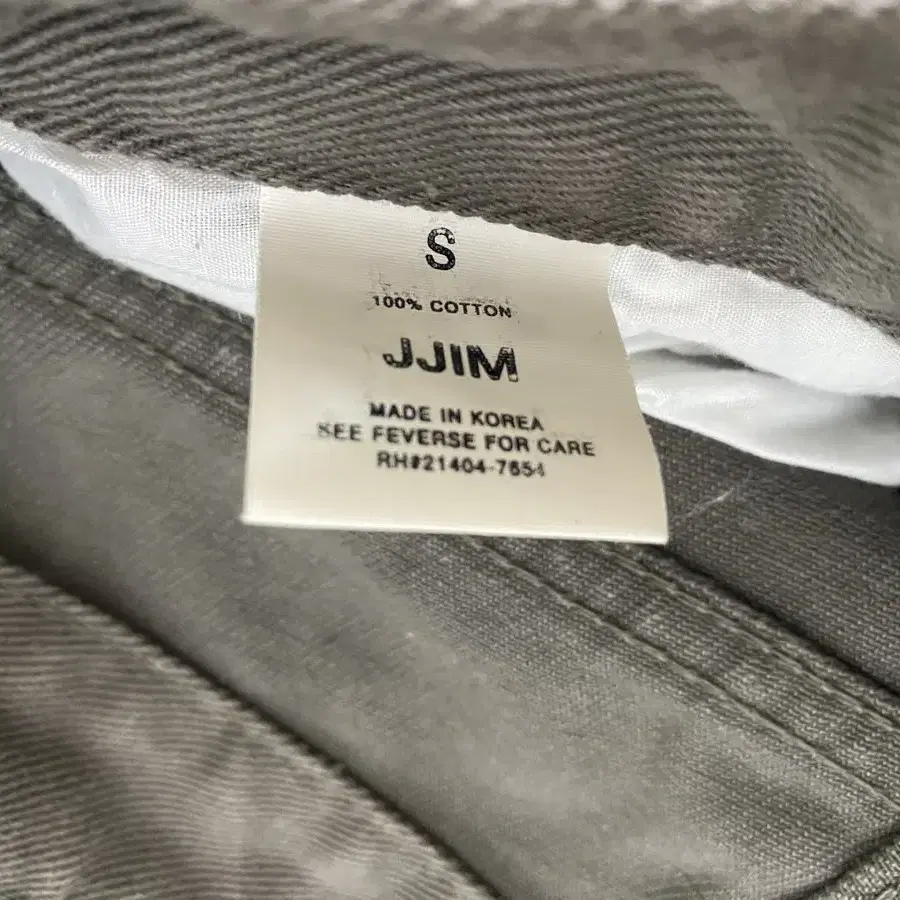 S
100% COTTON
JJIM
MADE IN KOREA
SEE FEVERSE FOR CARE
RH#21404-7654